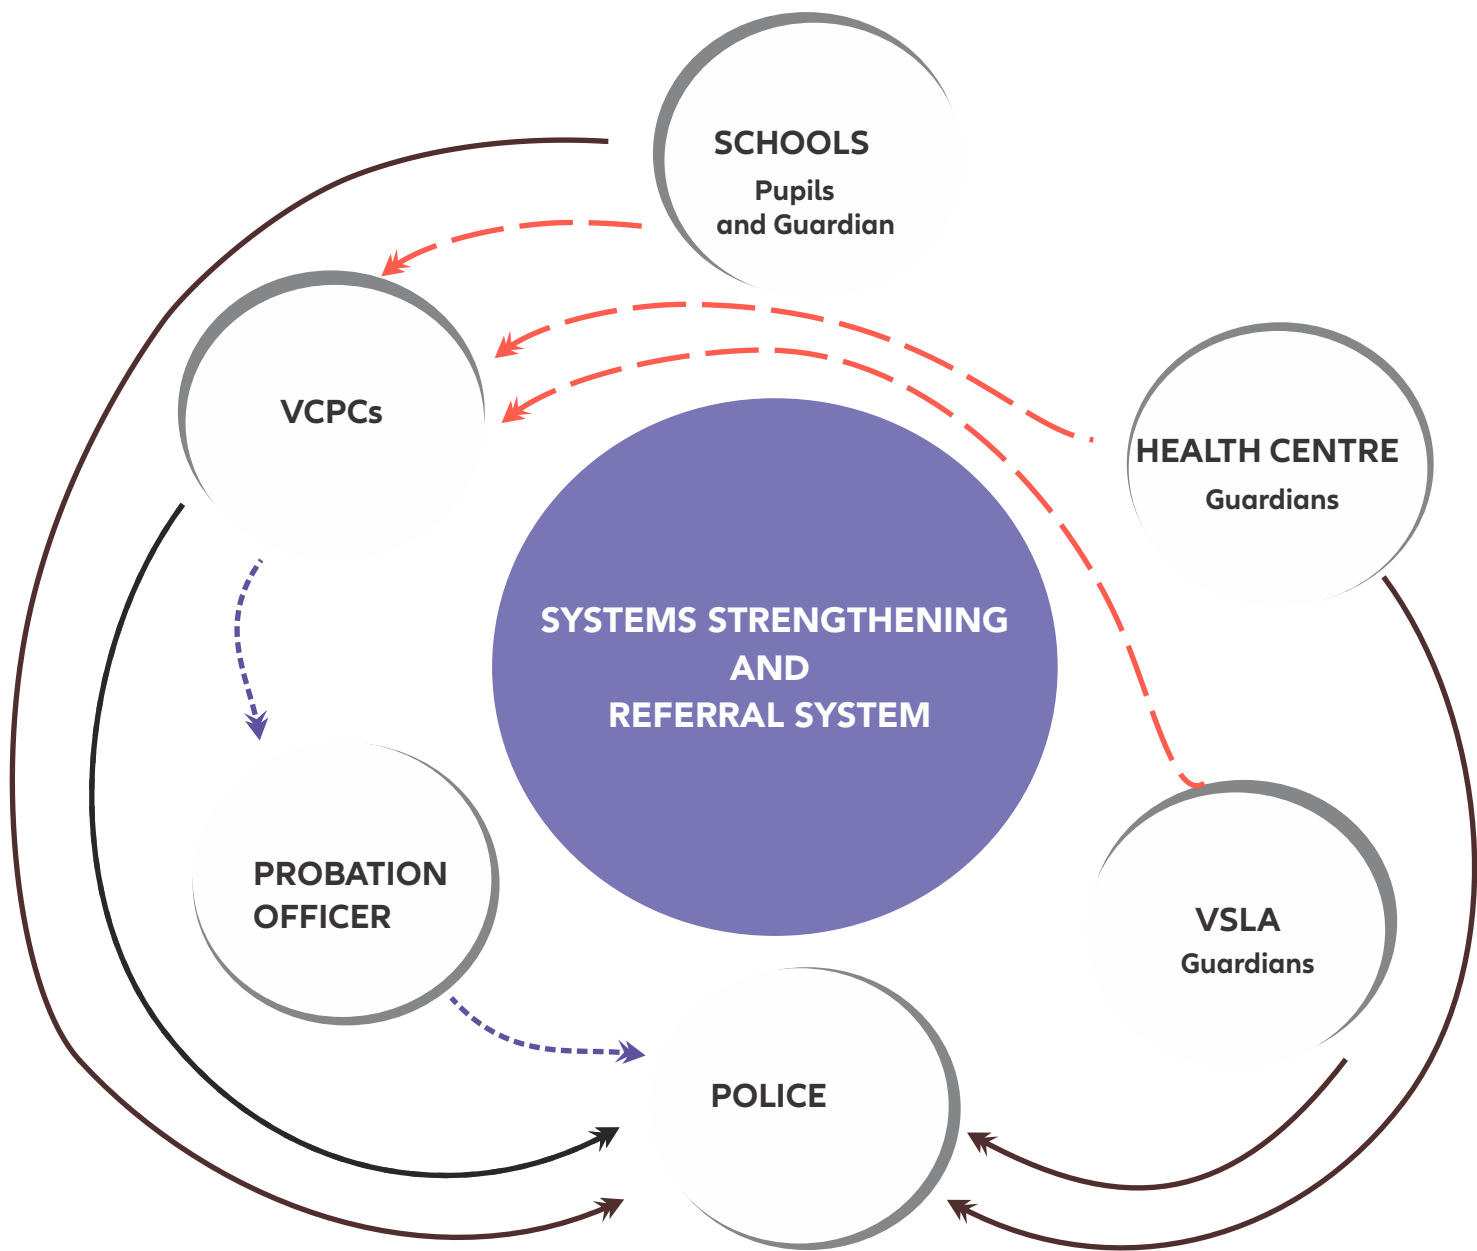 SCHOOLS
Pupils
and Guardian
VCPCs
HEALTH CENTRE
Guardians
SYSTEMS STRENGTHENING
AND
REFERRAL SYSTEM
PROBATION
OFFICER
VSLA
Guardians
POLICE